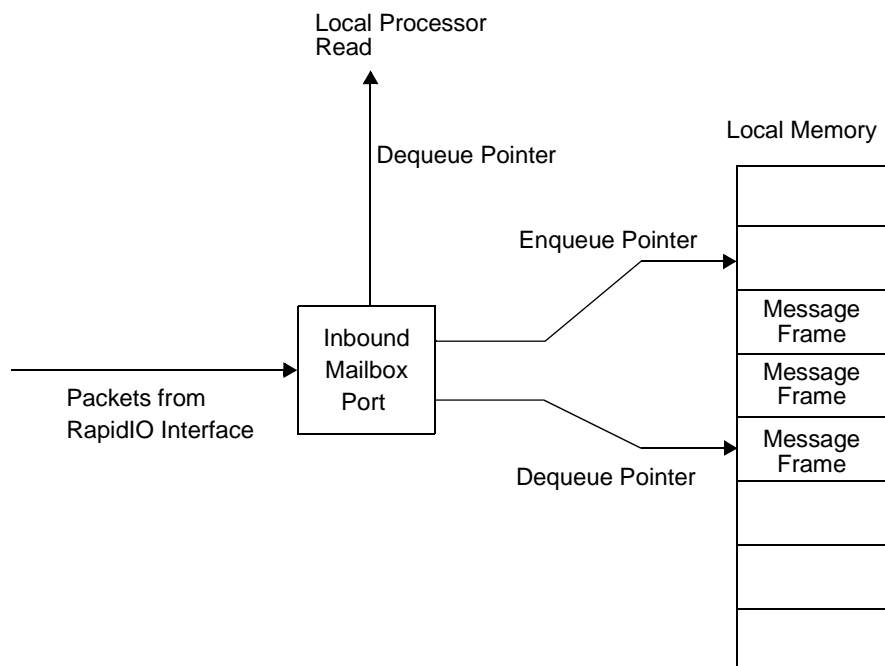 Local Processor
Read
Dequeue Pointer
Local Memory
Enqueue Pointer
Inbound
Mailbox
Port
Packets from
RapidIO Interface
Message
Frame
Message
Frame
Message
Frame
Dequeue Pointer